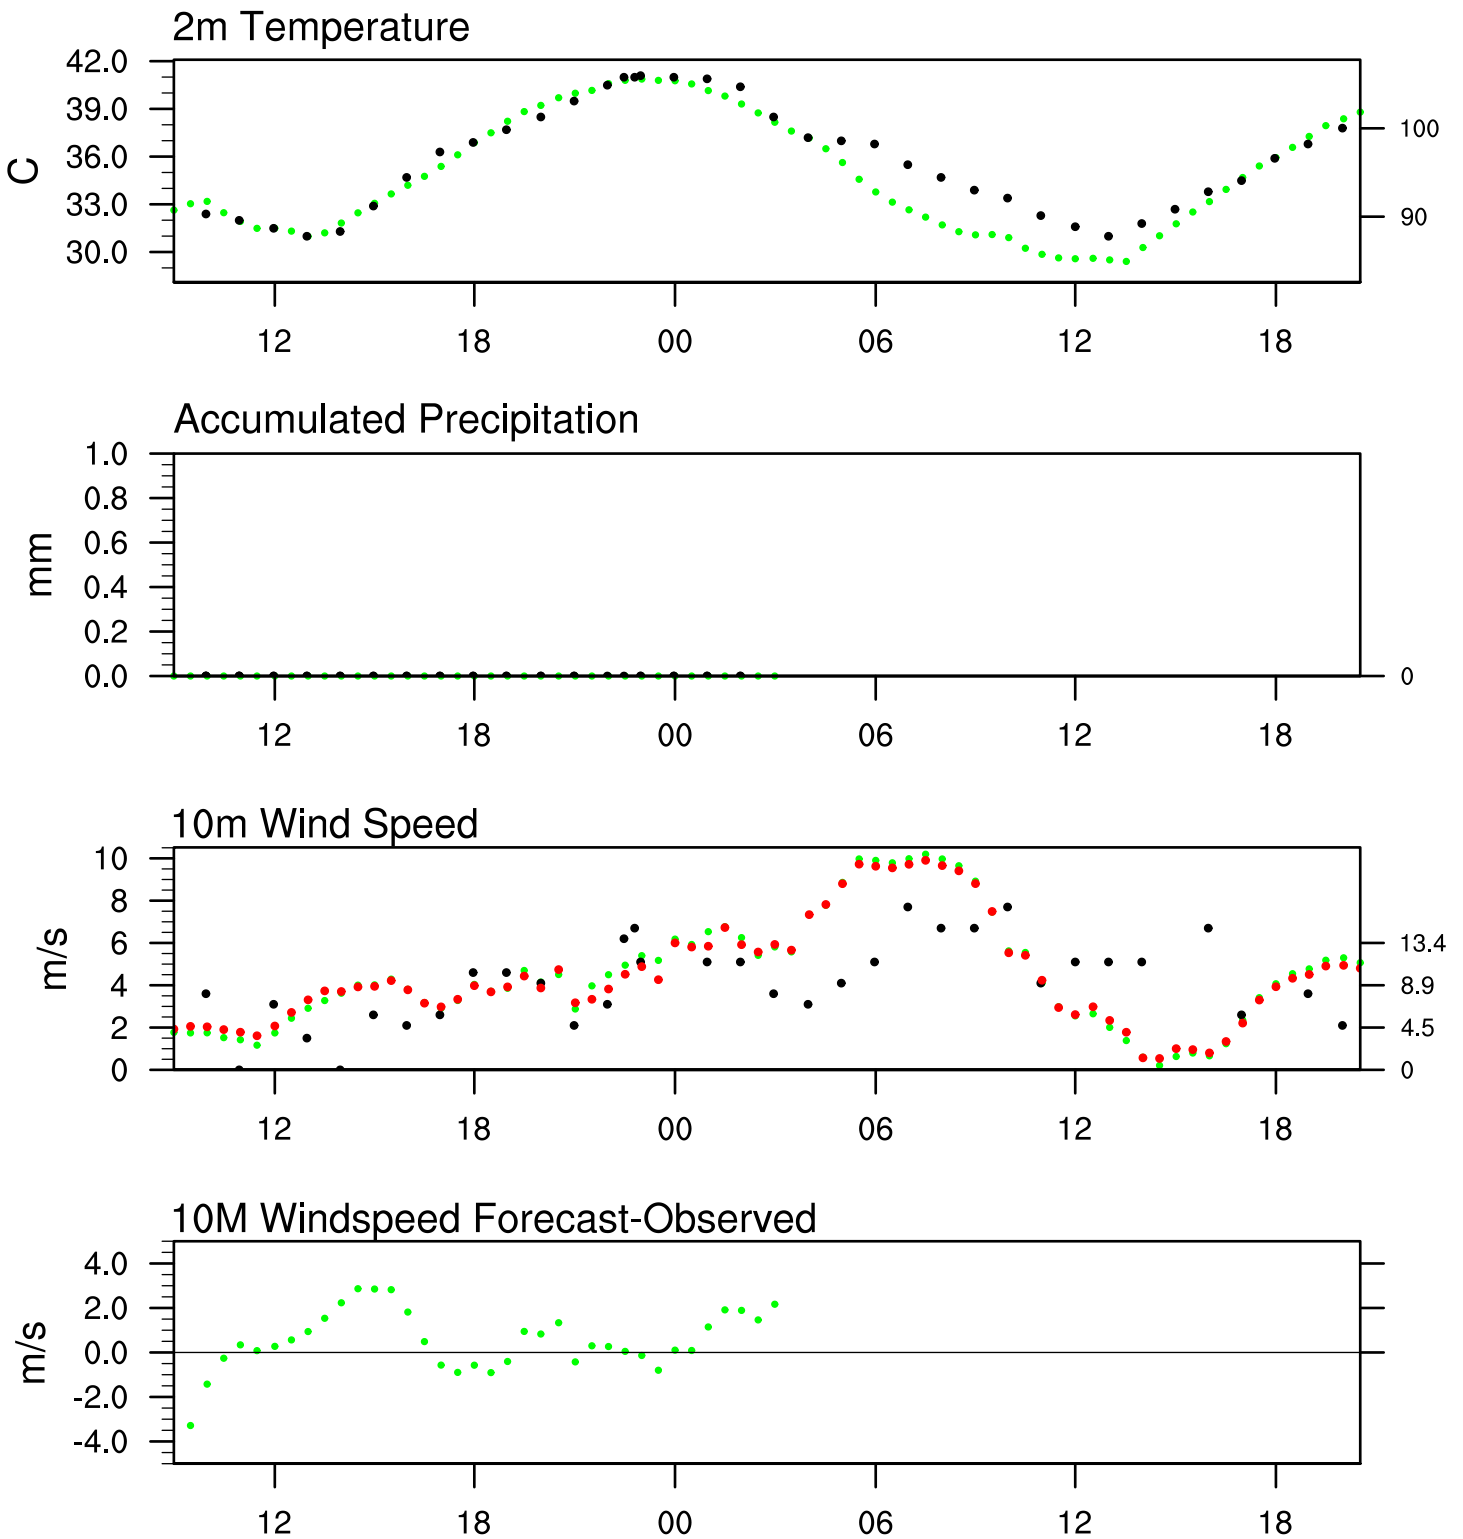 2m Temperature
42.0
39.0
36.0
33.0
30.0
C
100
90
12 18 00 06 12 18
Accumulated Precipitation
1.0
0.8
0.6
0.4
0.2
0.0
mm
0
12 18 00 06 12 18
10m Wind Speed
10
8
6
4
2
0
m/s
13.4
8.9
4.5
0
12 18 00 06 12 18
10M Windspeed Forecast-Observed
4.0
2.0
0.0
-2.0
-4.0
m/s
12 18 00 06 12 18